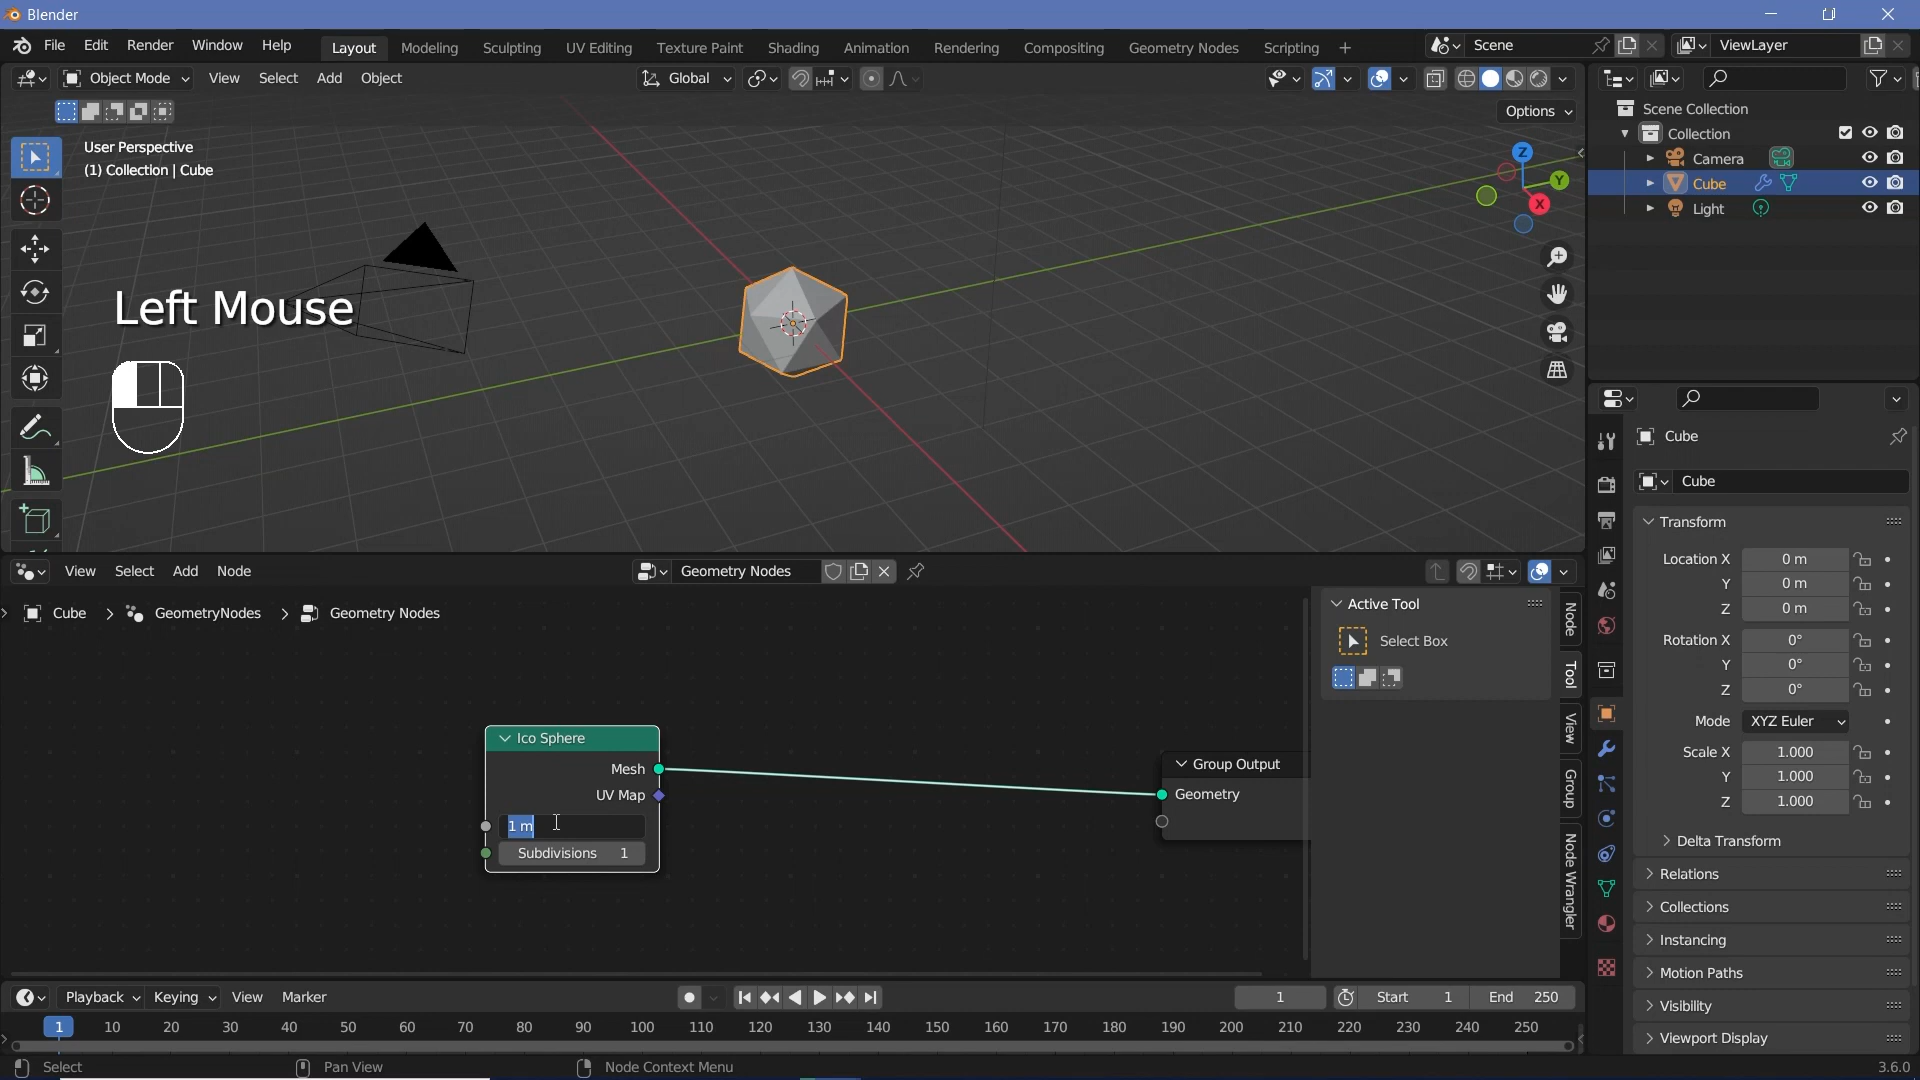 Blender
File Edit Render Window Help Layout Modeling Sculpting UV Editing Texture Paint Shading Animation Rendering Compositing Geometry Nodes Scripting + Scene ViewLayer
Object Mode View Select Add Object Global
Options
User Perspective
(1) Collection | Cube
Z
Y
X
Left Mouse
Scene Collection
Collection
Camera
Cube
Light
View Select Add Node Geometry Nodes
Cube > GeometryNodes > Geometry Nodes
Ico Sphere
Mesh
UV Map
1 m
Subdivisions 1
Group Output
Geometry
Active Tool
Select Box
Node
Tool
View
Group
Node Wrangler
Cube
Cube
Transform
Location X 0 m
Y 0 m
Z 0 m
Rotation X 0°
Y 0°
Z 0°
Mode XYZ Euler
Scale X 1.000
Y 1.000
Z 1.000
Delta Transform
Relations
Collections
Instancing
Motion Paths
Visibility
Viewport Display
Playback Keying View Marker 1 Start 1 End 250
1 10 20 30 40 50 60 70 80 90 100 110 120 130 140 150 160 170 180 190 200 210 220 230 240 250
Select Pan View Node Context Menu 3.6.0